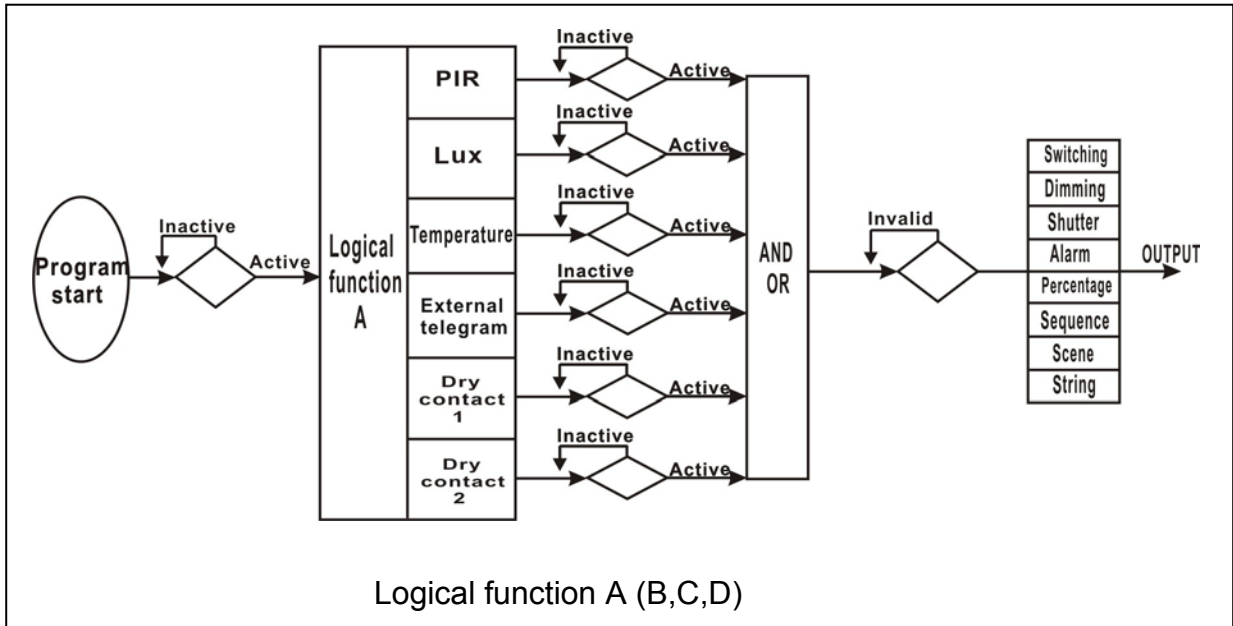 Program
start
Inactive
Active
Logical
function
A
PIR
Inactive
Active
Lux
Inactive
Active
Temperature
Inactive
Active
External
telegram
Inactive
Active
Dry
contact
1
Inactive
Active
Dry
contact
2
Inactive
Active
AND
OR
Invalid
Switching
Dimming
Shutter
Alarm
Percentage
Sequence
Scene
String
OUTPUT
Logical function A (B,C,D)